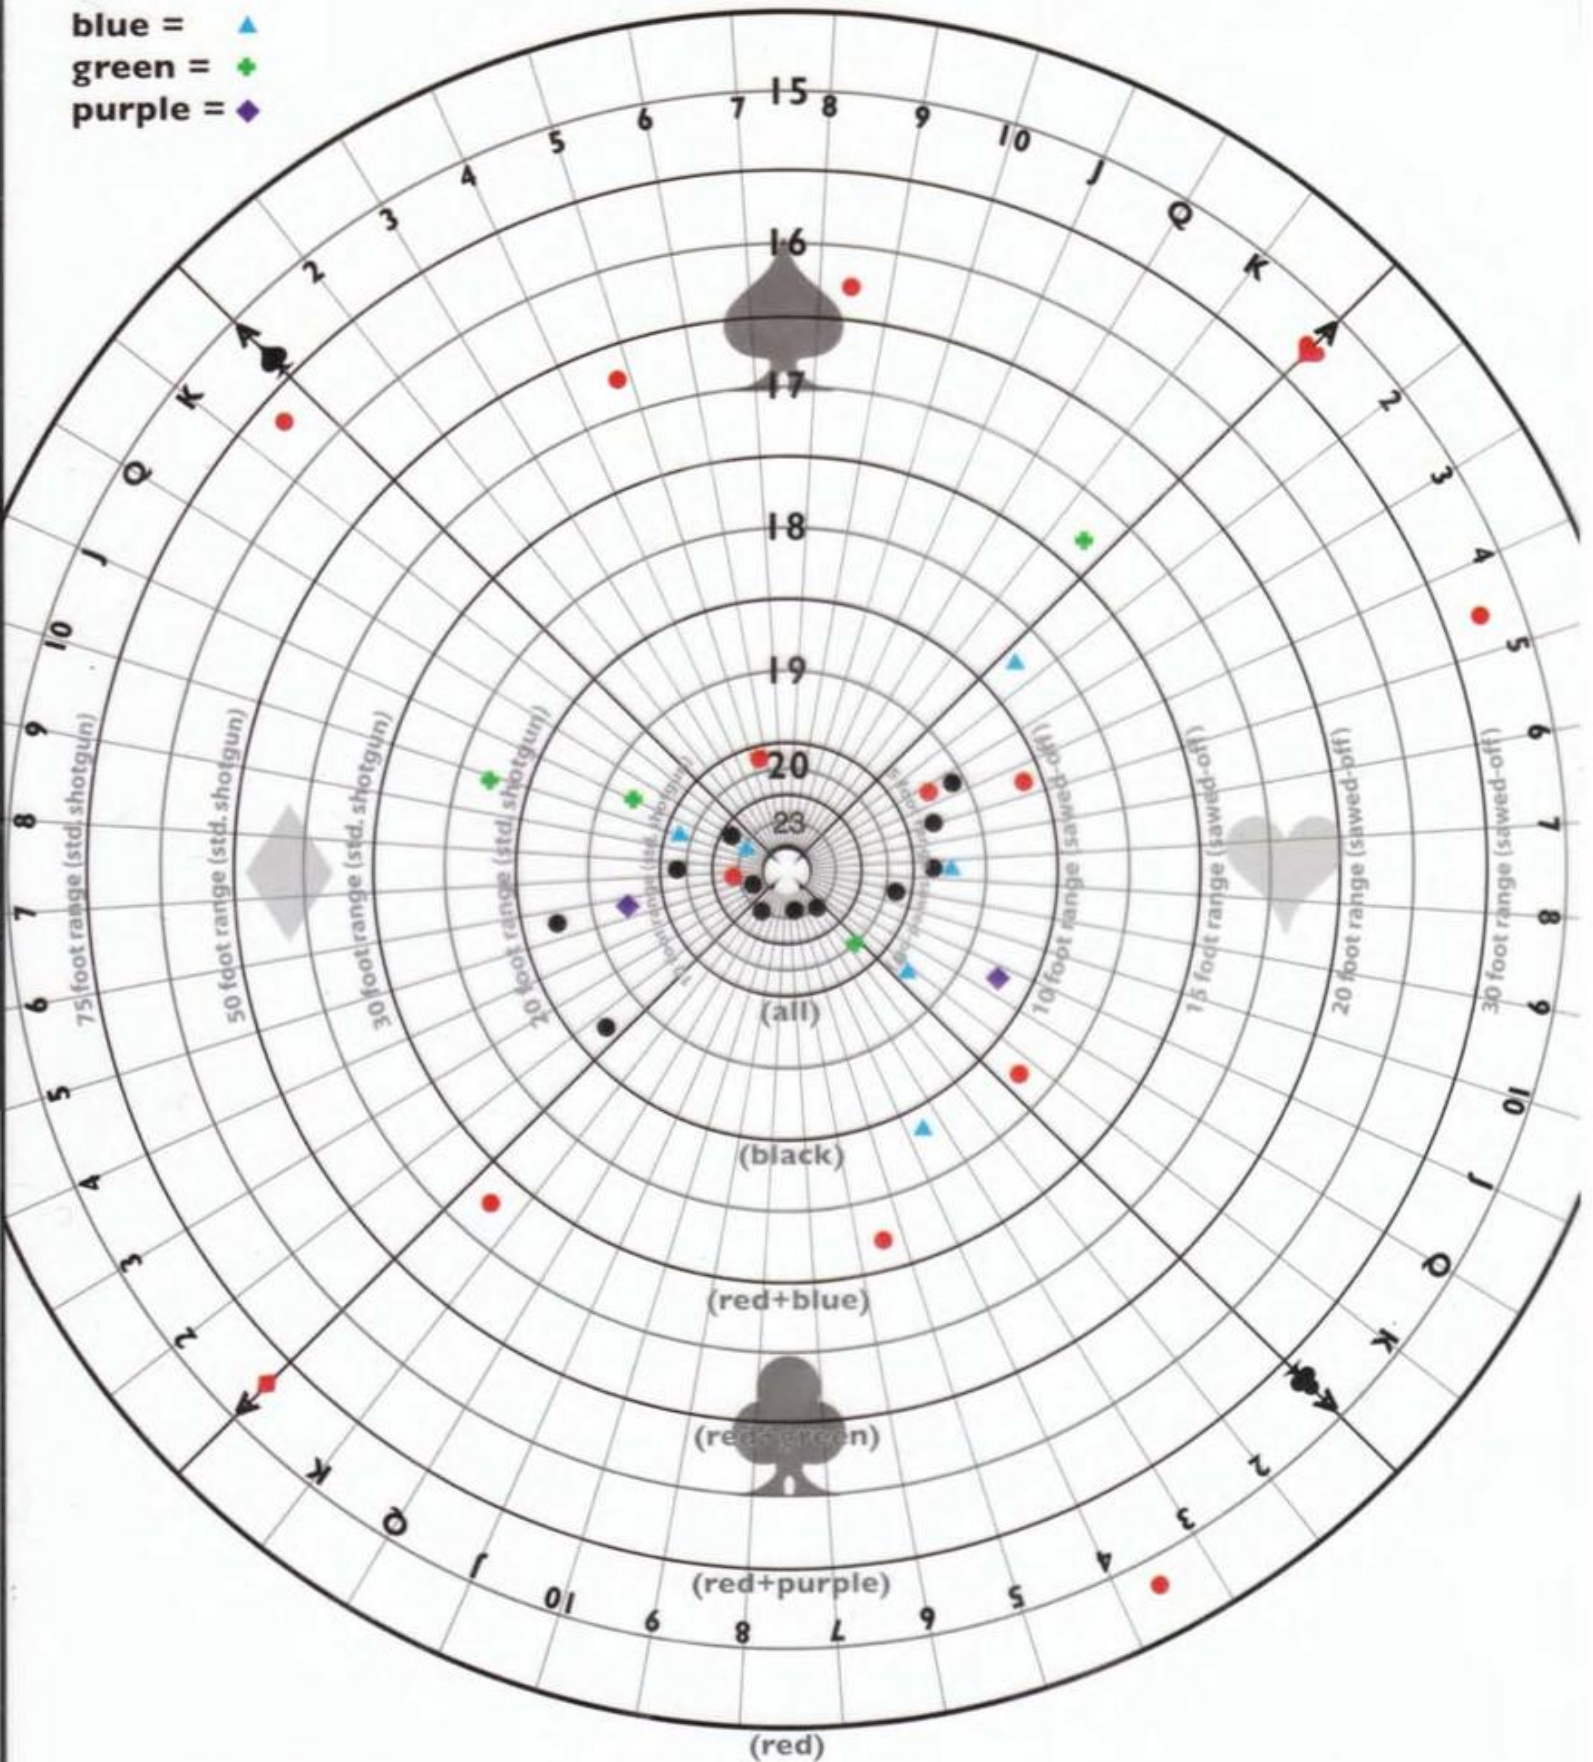 blue =
green =
purple =
15
7 8
6 9
5 10
4 J
3 Q
2 K
A A
K 2
Q 3
J 4
10 5
9 6
8 7
7 8
6 9
5 10
4 J
3 Q
2 K
A A
K 2
Q 3
J 4
10 5
9 6
8 7
16
17
18
19
20
23
75 foot range (std. shotgun)
50 foot range (std. shotgun)
30 foot range (std. shotgun)
20 foot range (std. shotgun)
10 foot range (sawed-off)
15 foot range (sawed-off)
20 foot range (sawed-off)
30 foot range (sawed-off)
(all)
(black)
(red+blue)
(red+green)
(red+purple)
(red)